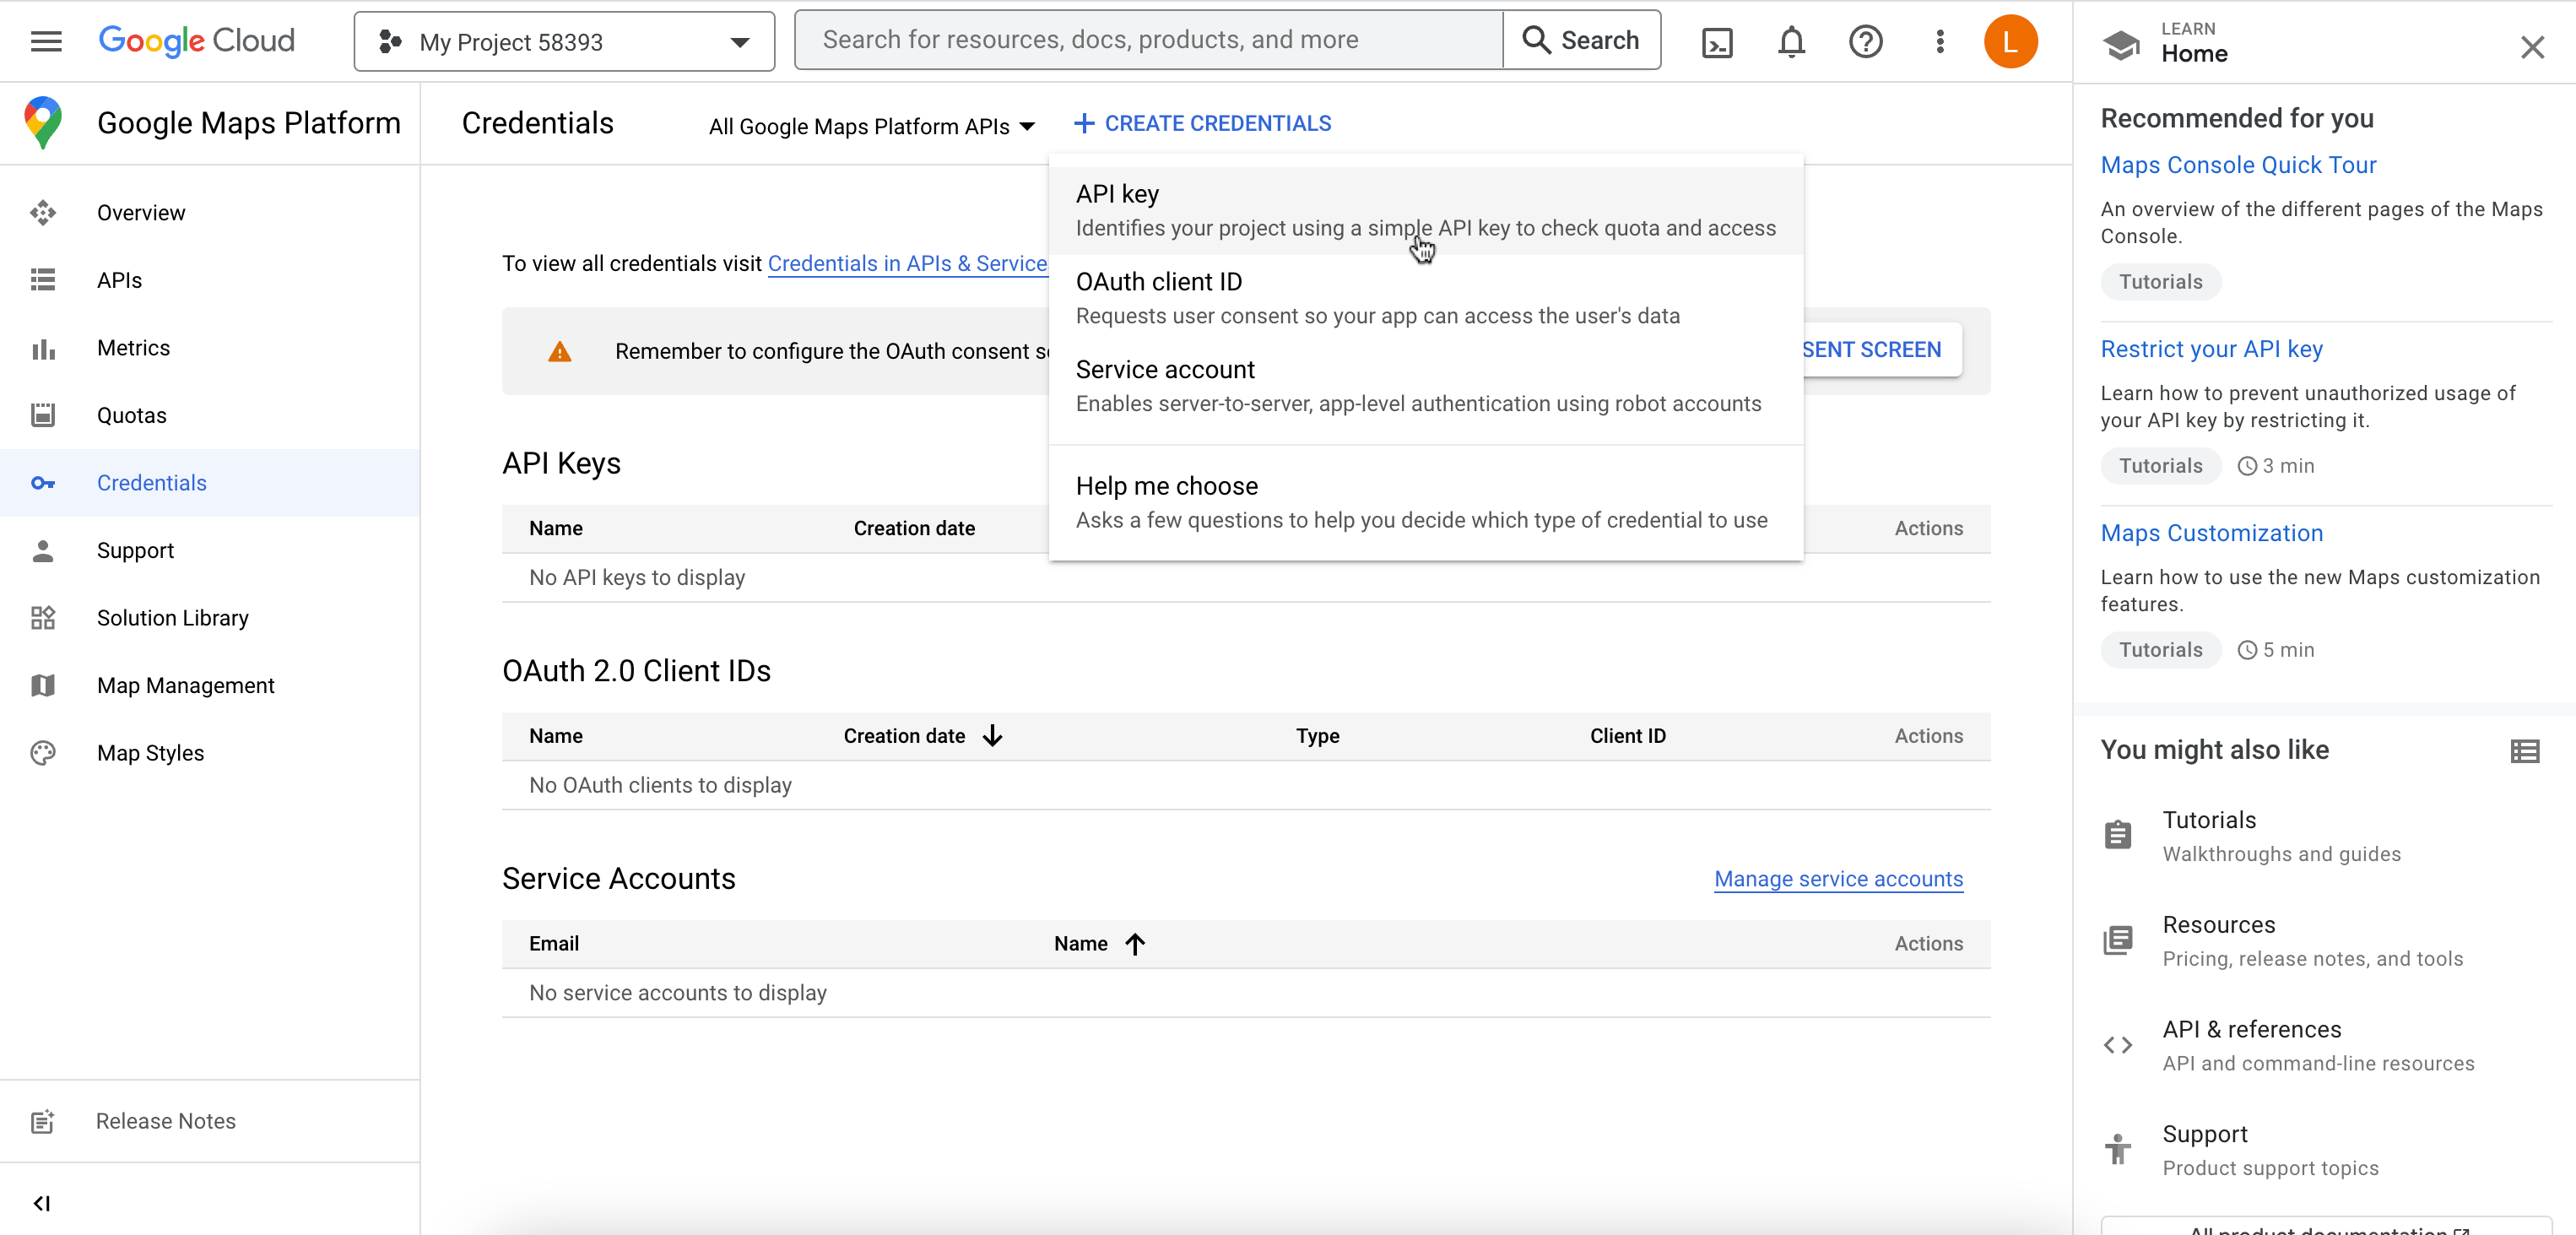 Google Cloud
My Project 58393
Search for resources, docs, products, and more
Search
L
LEARN
Home
Google Maps Platform
Overview
APIs
Metrics
Quotas
Credentials
Support
Solution Library
Map Management
Map Styles
Release Notes
Credentials
All Google Maps Platform APIs
CREATE CREDENTIALS
API key
Identifies your project using a simple API key to check quota and access
OAuth client ID
Requests user consent so your app can access the user's data
Service account
Enables server-to-server, app-level authentication using robot accounts
Help me choose
Asks a few questions to help you decide which type of credential to use
To view all credentials visit Credentials in APIs & Service
Remember to configure the OAuth consent
SENT SCREEN
API Keys
Name Creation date Actions
No API keys to display
OAuth 2.0 Client IDs
Name Creation date Type Client ID Actions
No OAuth clients to display
Service Accounts
Manage service accounts
Email Name Actions
No service accounts to display
Recommended for you
Maps Console Quick Tour
An overview of the different pages of the Maps
Console.
Tutorials
Restrict your API key
Learn how to prevent unauthorized usage of
your API key by restricting it.
Tutorials 3 min
Maps Customization
Learn how to use the new Maps customization
features.
Tutorials 5 min
You might also like
Tutorials
Walkthroughs and guides
Resources
Pricing, release notes, and tools
API & references
API and command-line resources
Support
Product support topics
All product documentation